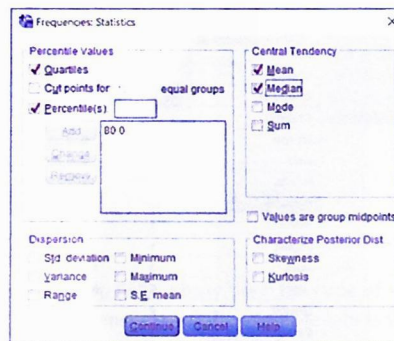 Frequencies: Statistics
Percentile Values
Quartiles
Cut points for equal groups
Percentile(s)
Add
Change
Remove
80 0
Central Tendency
Mean
Median
Mode
Sum
Values are group midpoints
Dispersion
Std. deviation Minimum
Variance Maximum
Range S.E. mean
Characterize Posterior Dist
Skewness
Kurtosis
Continue Cancel Help